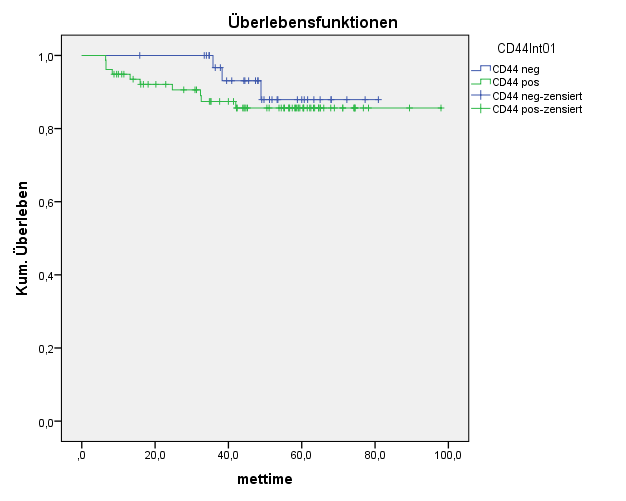 Überlebensfunktionen
CD44Int01
CD44 neg
CD44 pos
CD44 neg-zensiert
CD44 pos-zensiert
Kum. Überleben
1,0
0,8
0,6
0,4
0,2
0,0
,0 20,0 40,0 60,0 80,0 100,0
mettime